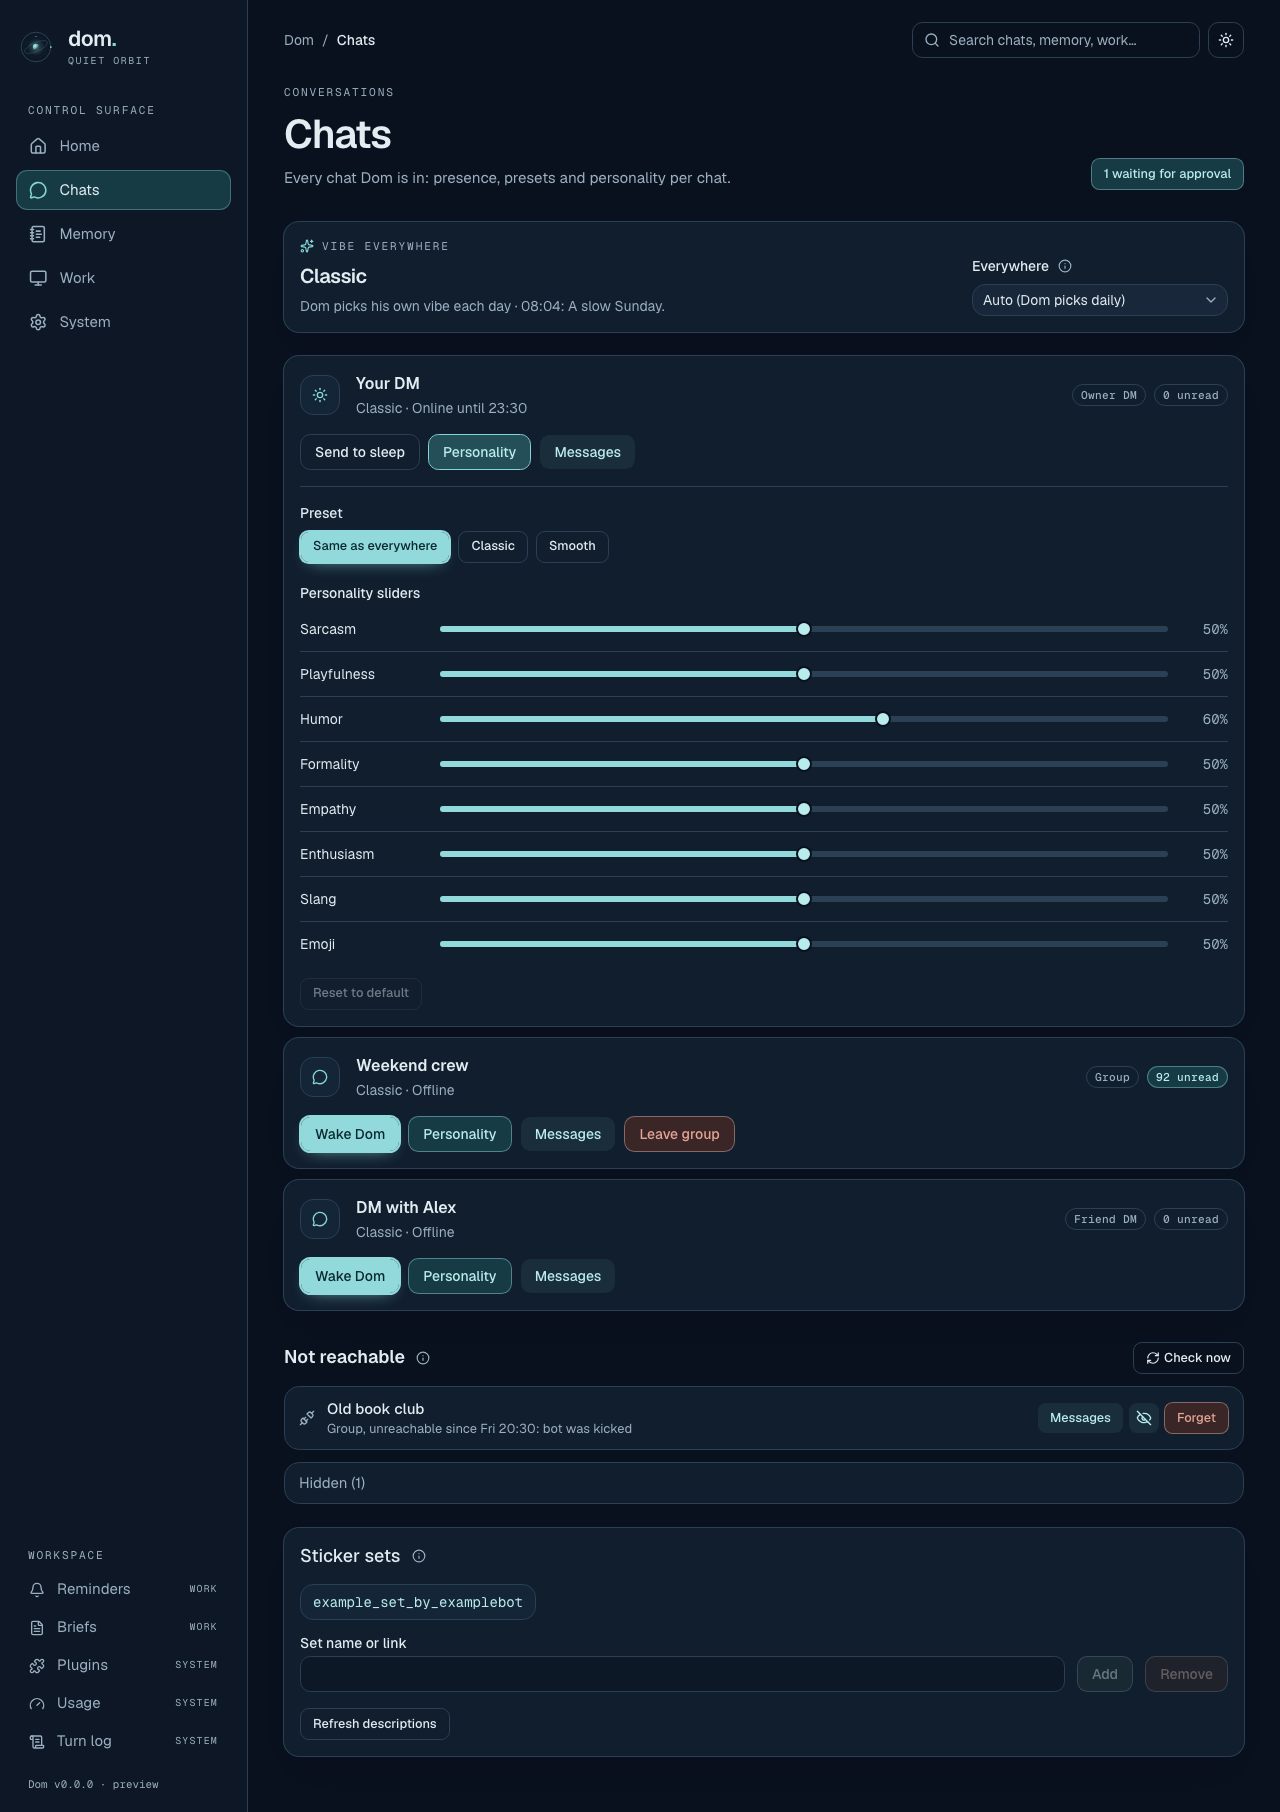 dom.
QUIET ORBIT
CONTROL SURFACE
Home
Chats
Memory
Work
System
WORKSPACE
Reminders WORK
Briefs WORK
Plugins SYSTEM
Usage SYSTEM
Turn log SYSTEM
Dom v0.0.0 · preview
Dom / Chats
Search chats, memory, work…
CONVERSATIONS
Chats
Every chat Dom is in: presence, presets and personality per chat.
1 waiting for approval
VIBE EVERYWHERE
Classic
Dom picks his own vibe each day · 08:04: A slow Sunday.
Everywhere
Auto (Dom picks daily)
Your DM
Classic · Online until 23:30
Owner DM 0 unread
Send to sleep Personality Messages
Preset
Same as everywhere Classic Smooth
Personality sliders
Sarcasm 50%
Playfulness 50%
Humor 60%
Formality 50%
Empathy 50%
Enthusiasm 50%
Slang 50%
Emoji 50%
Reset to default
Weekend crew
Classic · Offline
Group 92 unread
Wake Dom Personality Messages Leave group
DM with Alex
Classic · Offline
Friend DM 0 unread
Wake Dom Personality Messages
Not reachable
Check now
Old book club
Group, unreachable since Fri 20:30: bot was kicked
Messages Forget
Hidden (1)
Sticker sets
example_set_by_examplebot
Set name or link
Add Remove
Refresh descriptions